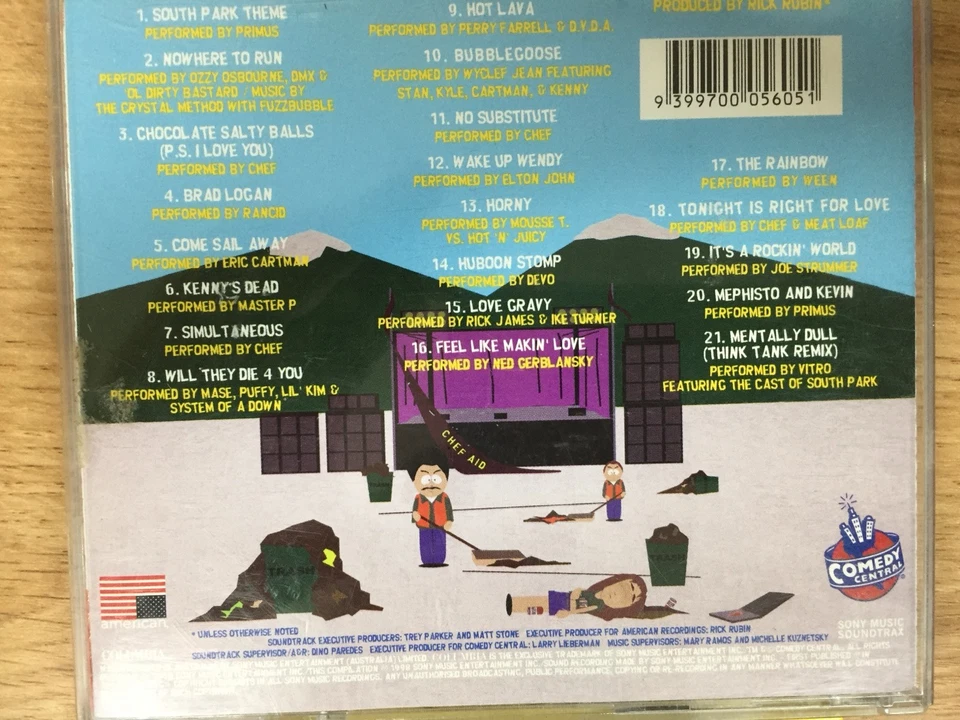 1. SOUTH PARK THEME
PERFORMED BY PRIMUS
2. NOWHERE TO RUN
PERFORMED BY OZZY OSBOURNE, DMX &
OL' DIRTY BASTARD / MUSIC BY
THE CRYSTAL METHOD WITH FUZZBUBBLE
3. CHOCOLATE SALTY BALLS
(P.S. I LOVE YOU)
PERFORMED BY CHEF
4. BRAD LOGAN
PERFORMED BY RANCID
5. COME SAIL AWAY
PERFORMED BY ERIC CARTMAN
6. KENNY'S DEAD
PERFORMED BY MASTER P
7. SIMULTANEOUS
PERFORMED BY CHEF
8. WILL THEY DIE 4 YOU
PERFORMED BY MASE, PUFFY, LIL' KIM &
SYSTEM OF A DOWN*
9. HOT LAVA
PERFORMED BY PERRY FARRELL & D.V.D.A.
10. BUBBLEGOOSE
PERFORMED BY WYCLEF JEAN FEATURING
STAN, KYLE, CARTMAN, & KENNY
11. NO SUBSTITUTE
PERFORMED BY CHEF
12. WAKE UP WENDY
PERFORMED BY ELTON JOHN
13. HORNY
PERFORMED BY MOUSSE T.
VS. HOT 'N' JUICY
14. HUBOON STOMP
PERFORMED BY DEVO
15. LOVE GRAVY
PERFORMED BY RICK JAMES & IKE TURNER
16. FEEL LIKE MAKIN' LOVE
PERFORMED BY NED GERBLANSKY
PRODUCED BY RICK RUBIN*
9 399700 056051
17. THE RAINBOW
PERFORMED BY WEEN
18. TONIGHT IS RIGHT FOR LOVE
PERFORMED BY CHEF & MEAT LOAF
19. IT'S A ROCKIN' WORLD
PERFORMED BY JOE STRUMMER
20. MEPHISTO AND KEVIN
PERFORMED BY PRIMUS
21. MENTALLY DULL
(THINK TANK REMIX)
PERFORMED BY VITRO
FEATURING THE CAST OF SOUTH PARK
CHEF AID
TRASH
TRASH
COMEDY
CENTRAL
american
SONY MUSIC
SOUNDTRAX
* UNLESS OTHERWISE NOTED
SOUNDTRACK EXECUTIVE PRODUCERS: TREY PARKER AND MATT STONE EXECUTIVE PRODUCER FOR AMERICAN RECORDINGS: RICK RUBIN
SOUNDTRACK SUPERVISOR/A&R: DINO PAREDES EXECUTIVE PRODUCER FOR COMEDY CENTRAL: LARRY LIEBERMAN MUSIC SUPERVISORS: MARY RAMOS AND MICHELLE KUZNETSKY
COLUMBIA